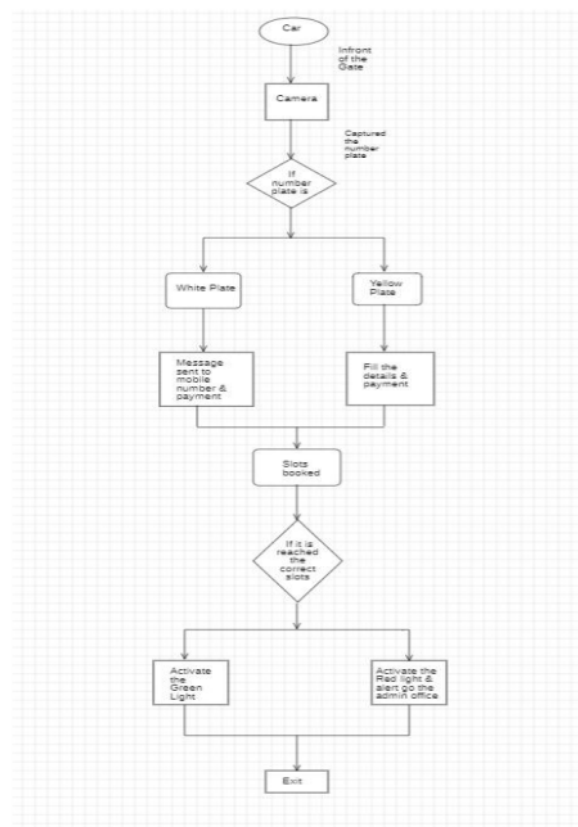 Car
Infront
of the
Gate
Camera
Captured
the
number
plate
If
number
plate is
White Plate
Yellow
Plate
Message
sent to
mobile
number &
payment
Fill the
details &
payment
Slots
booked
If it is
reached
the
correct
slots
Activate
the
Green
Light
Activate the
Red light &
alert go the
admin office
Exit